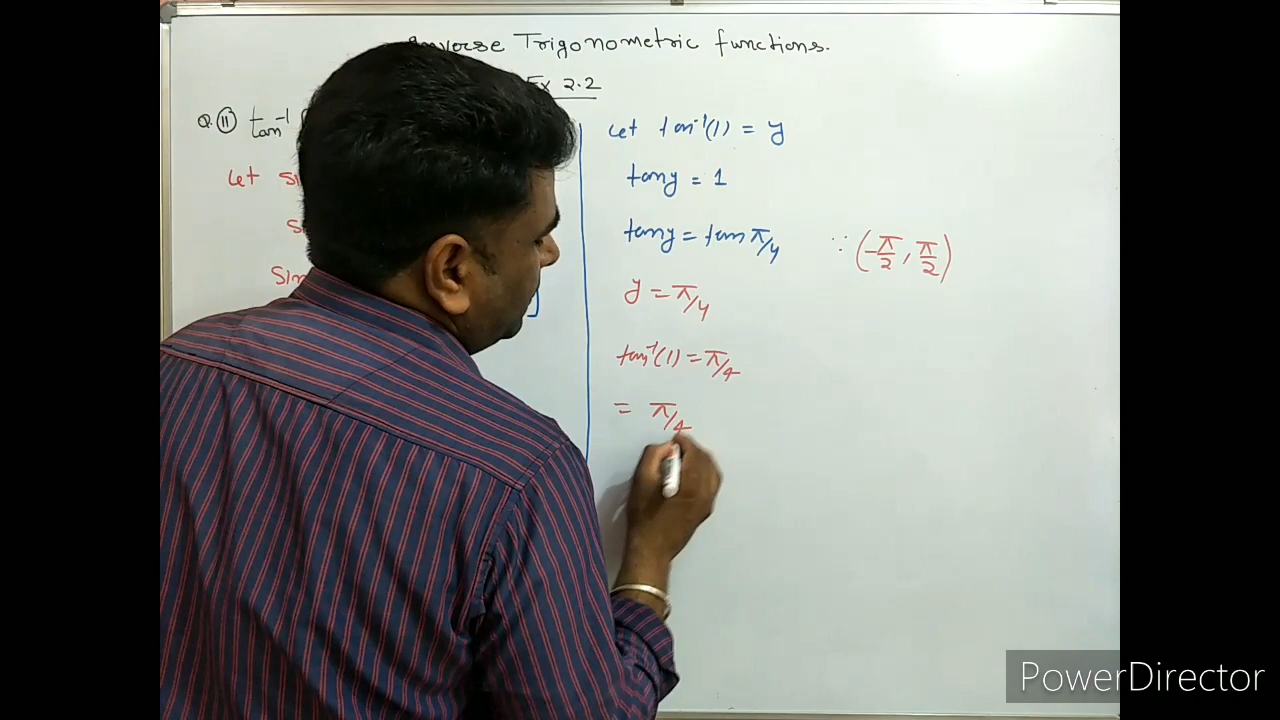 Trigonometric functions.
Ex 2.2
Q. 11 tan⁻¹
Let
let tan⁻¹(1) = y
tany = 1
tany = tan π/4 ∵ (-π/2, π/2)
y = π/4
tan⁻¹(1) = π/4
= π/4
PowerDirector